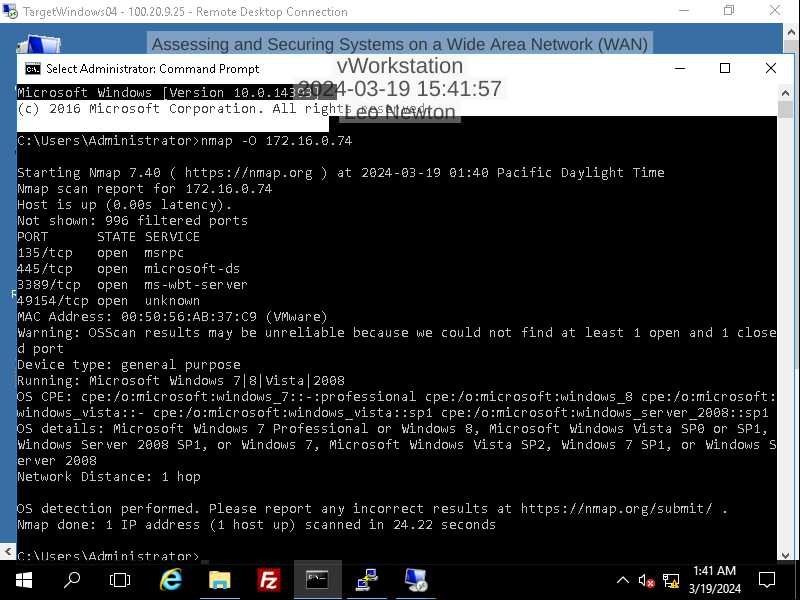 TargetWindows04 - 100.20.9.25 - Remote Desktop Connection
Assessing and Securing Systems on a Wide Area Network (WAN)
Select Administrator: Command Prompt
vWorkstation
Microsoft Windows [Version 10.0.14393]
2024-03-19 15:41:57
(c) 2016 Microsoft Corporation. All rights reserved.
Leo Newton
C:\Users\Administrator>nmap -O 172.16.0.74
Starting Nmap 7.40 ( https://nmap.org ) at 2024-03-19 01:40 Pacific Daylight Time
Nmap scan report for 172.16.0.74
Host is up (0.00s latency).
Not shown: 996 filtered ports
PORT STATE SERVICE
135/tcp open msrpc
445/tcp open microsoft-ds
3389/tcp open ms-wbt-server
49154/tcp open unknown
MAC Address: 00:50:56:AB:37:C9 (VMware)
Warning: OSScan results may be unreliable because we could not find at least 1 open and 1 close
d port
Device type: general purpose
Running: Microsoft Windows 7|8|Vista|2008
OS CPE: cpe:/o:microsoft:windows_7::-:professional cpe:/o:microsoft:windows_8 cpe:/o:microsoft:
windows_vista::- cpe:/o:microsoft:windows_vista::sp1 cpe:/o:microsoft:windows_server_2008::sp1
OS details: Microsoft Windows 7 Professional or Windows 8, Microsoft Windows Vista SP0 or SP1,
Windows Server 2008 SP1, or Windows 7, Microsoft Windows Vista SP2, Windows 7 SP1, or Windows S
erver 2008
Network Distance: 1 hop
OS detection performed. Please report any incorrect results at https://nmap.org/submit/ .
Nmap done: 1 IP address (1 host up) scanned in 24.22 seconds
C:\Users\Administrator>
1:41 AM
3/19/2024